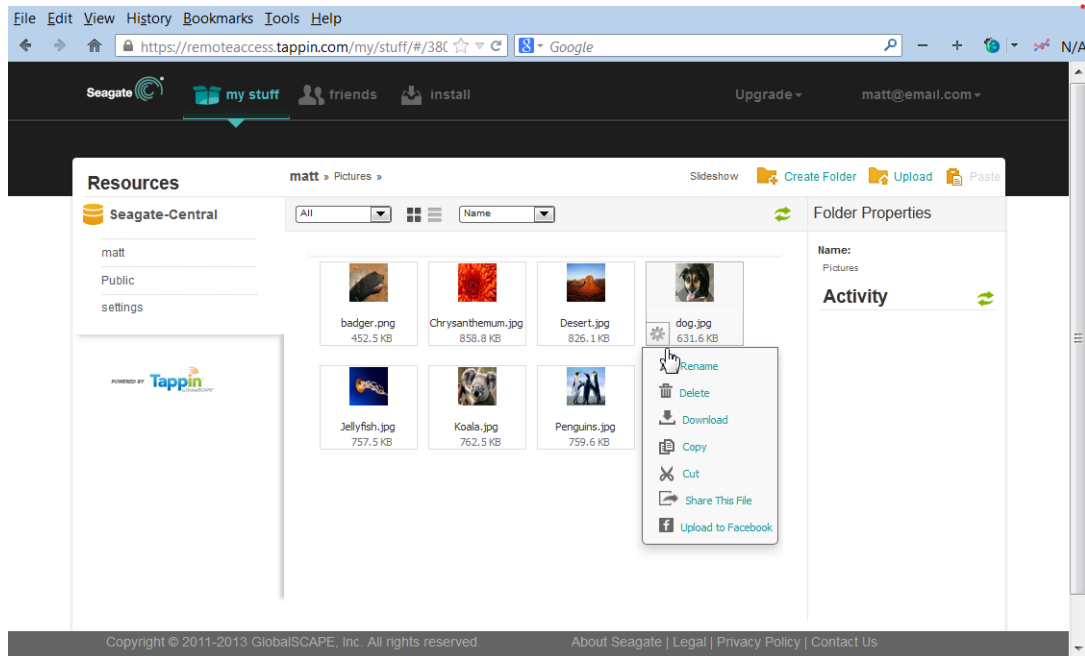 File Edit View History Bookmarks Tools Help
https://remoteaccess.tappin.com/my/stuff/#/380 Google N/A
Seagate my stuff friends install Upgrade matt@email.com
Resources matt » Pictures » Slideshow Create Folder Upload Paste
Seagate-Central All Name Folder Properties
matt
Public
settings
Name:
Pictures
Activity
badger.png Chrysanthemum.jpg Desert.jpg dog.jpg
452.5 KB 858.8 KB 826.1 KB 631.6 KB
Rename
Delete
Download
Copy
Cut
Share This File
Upload to Facebook
POWERED BY Tappin
by GlobalSCAPE
Jellyfish.jpg Koala.jpg Penguins.jpg
757.5 KB 762.5 KB 759.6 KB
Copyright © 2011-2013 GlobalSCAPE, Inc. All rights reserved. About Seagate | Legal | Privacy Policy | Contact Us